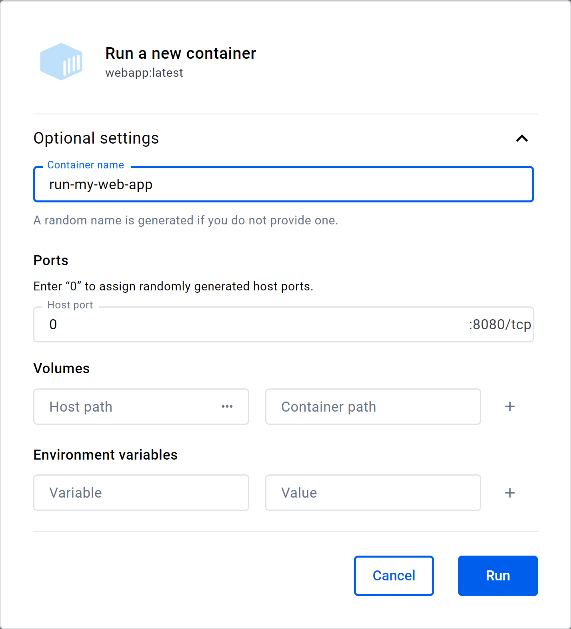 Run a new container
webapp:latest
Optional settings
Container name
run-my-web-app
A random name is generated if you do not provide one.
Ports
Enter “0” to assign randomly generated host ports.
Host port
0 :8080/tcp
Volumes
Host path ··· Container path +
Environment variables
Variable Value +
Cancel Run